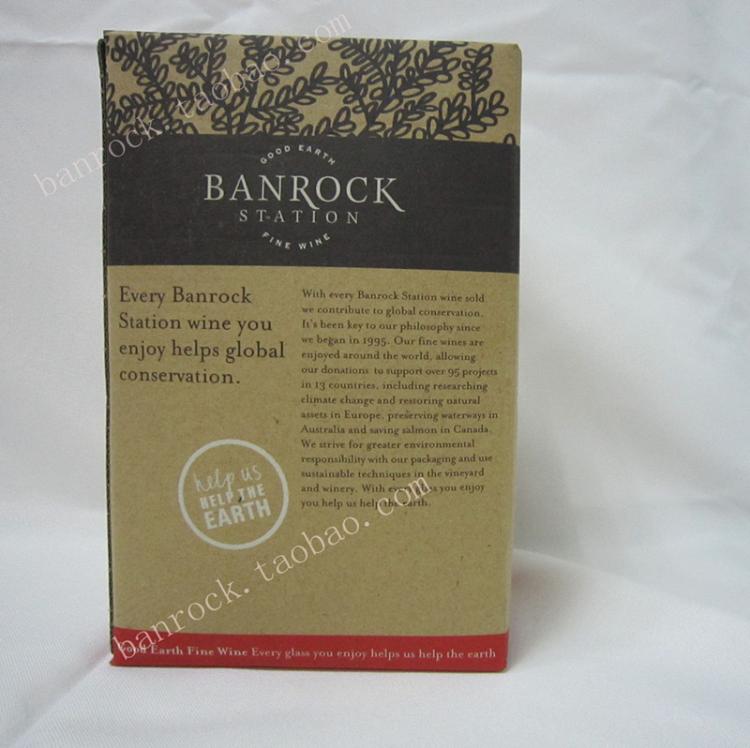 banrock.taobao.com
GOOD EARTH
BANROCK
STATION
FINE WINE
Every Banrock
Station wine you
enjoy helps global
conservation.
With every Banrock Station wine sold
we contribute to global conservation.
It's been key to our philosophy since
we began in 1995. Our fine wines are
enjoyed around the world, allowing
our donations to support over 95 projects
in 13 countries, including researching
climate change and restoring natural
assets in Europe, preserving waterways in
Australia and saving salmon in Canada.
We strive for greater environmental
responsibility with our packaging and use
sustainable techniques in the vineyard
and winery. With every glass you enjoy
you help us help the earth.
help us
HELP THE
EARTH
banrock.taobao.com
Good Earth Fine Wine Every glass you enjoy helps us help the earth